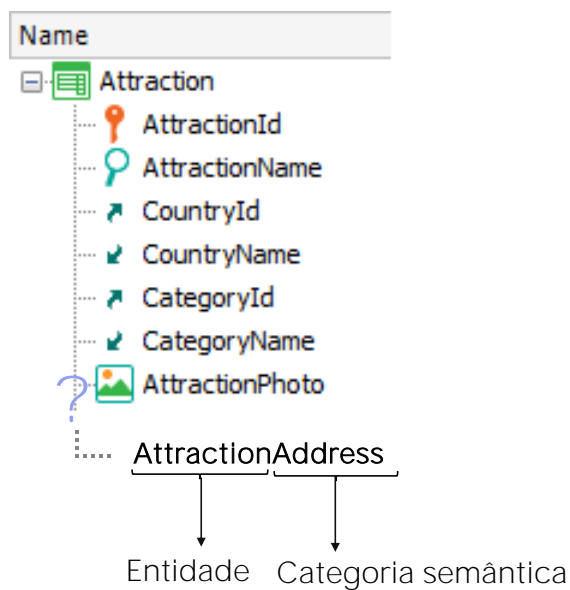 Name
Attraction
AttractionId
AttractionName
CountryId
CountryName
CategoryId
CategoryName
AttractionPhoto
?
AttractionAddress
Entidade Categoria semântica